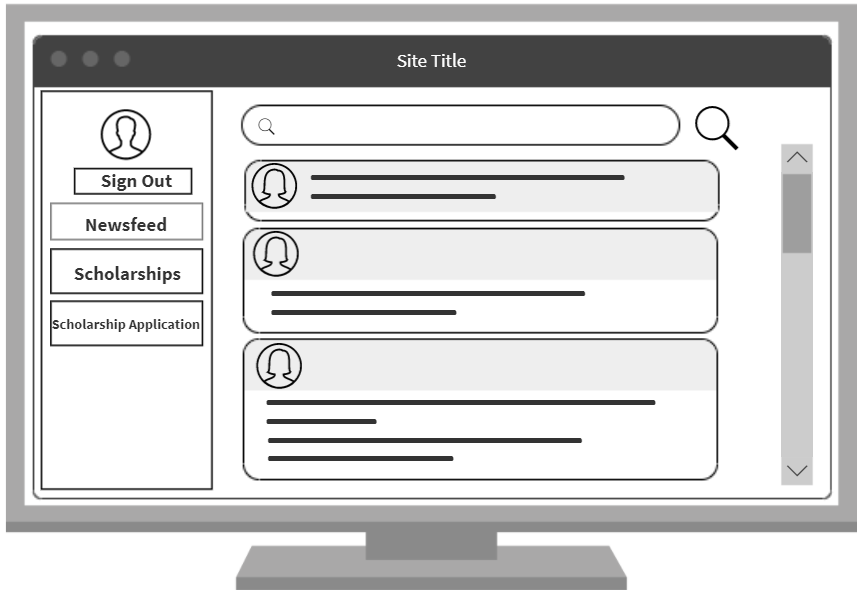 Site Title
Sign Out
Newsfeed
Scholarships
Scholarship Application